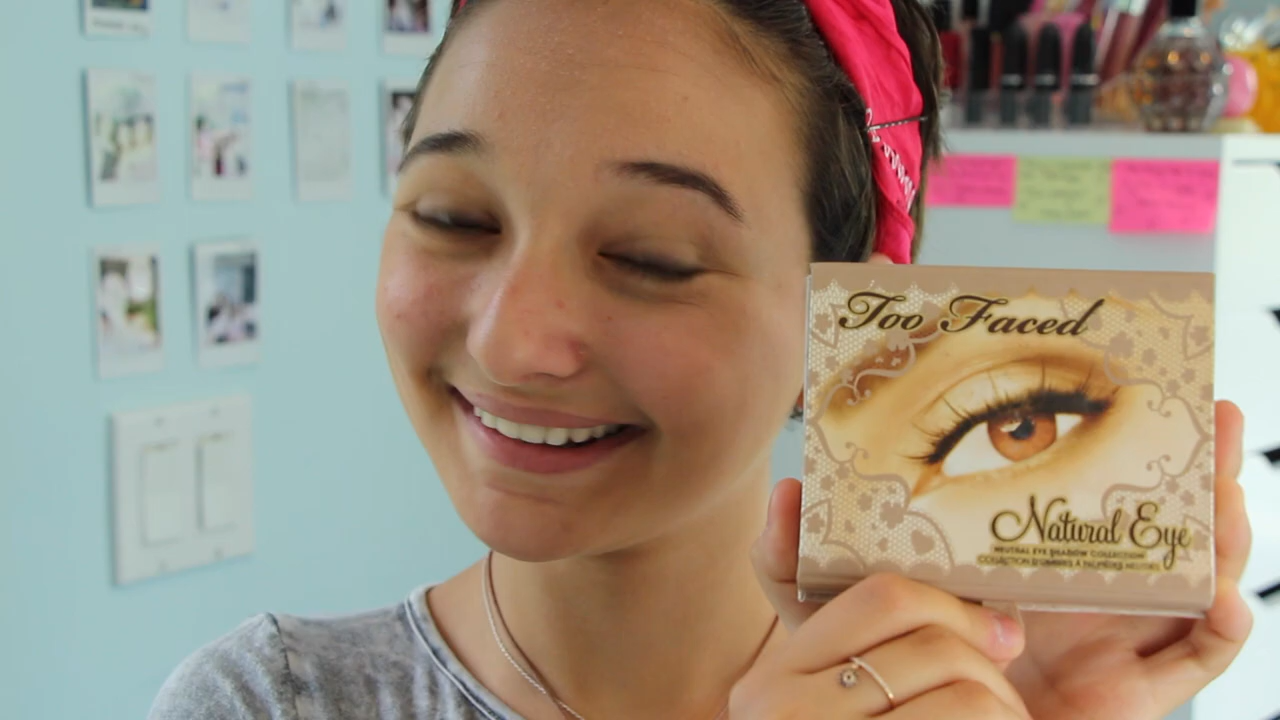 Too Faced
Natural Eye
NEUTRAL EYE SHADOW COLLECTION
COLLECTION D'OMBRES À PAUPIÈRES NEUTRES